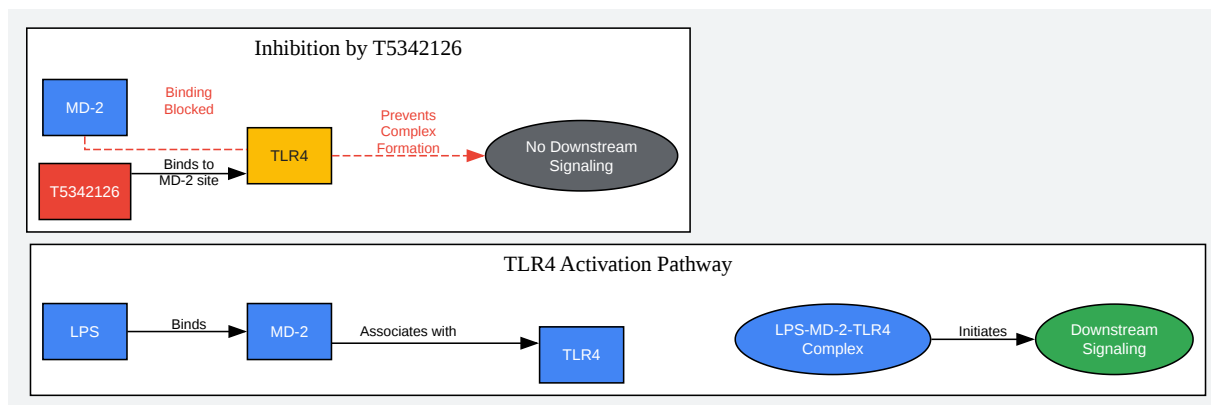 Inhibition by T5342126
MD-2
Binding
Blocked
T5342126
Binds to
MD-2 site
TLR4
Prevents
Complex
Formation
No Downstream
Signaling
TLR4 Activation Pathway
LPS
Binds
MD-2
Associates with
TLR4
LPS-MD-2-TLR4
Complex
Initiates
Downstream
Signaling